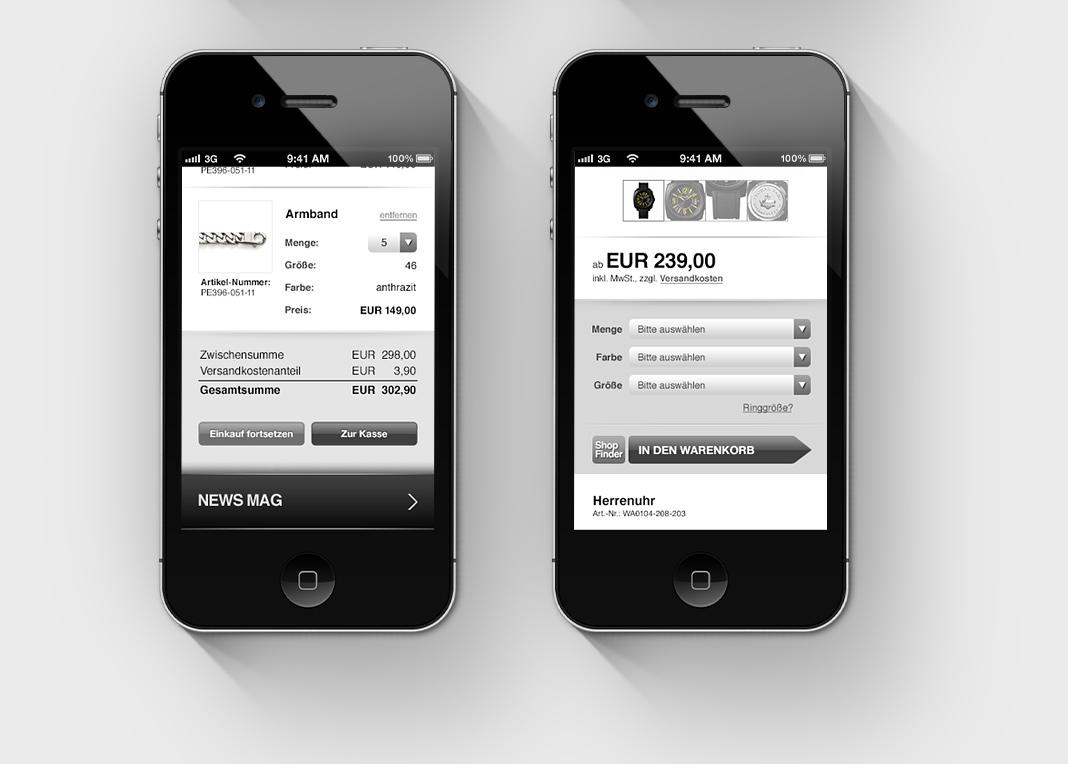 3G 9:41 AM 100%
PE396-051-11
Armband entfernen
Menge: 5
Größe: 46
Artikel-Nummer:
PE396-051-11
Farbe: anthrazit
Preis: EUR 149,00
Zwischensumme EUR 298,00
Versandkostenanteil EUR 3,90
Gesamtsumme EUR 302,90
Einkauf fortsetzen Zur Kasse
NEWS MAG
3G 9:41 AM 100%
ab EUR 239,00
inkl. MwSt., zzgl. Versandkosten
Menge Bitte auswählen
Farbe Bitte auswählen
Größe Bitte auswählen
Ringgröße?
Shop
Finder
IN DEN WARENKORB
Herrenuhr
Art.-Nr.: WA0104-208-203